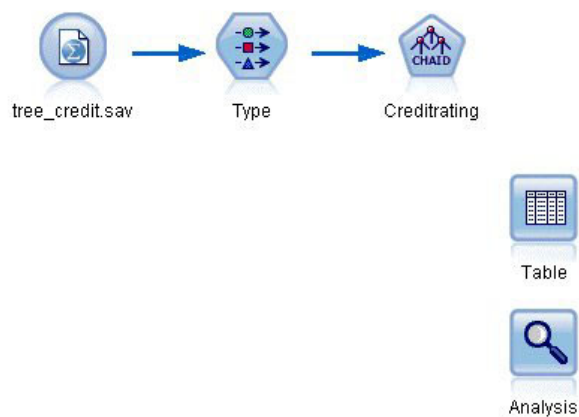 tree_credit.sav
Type
CHAID
Creditrating
Table
Analysis